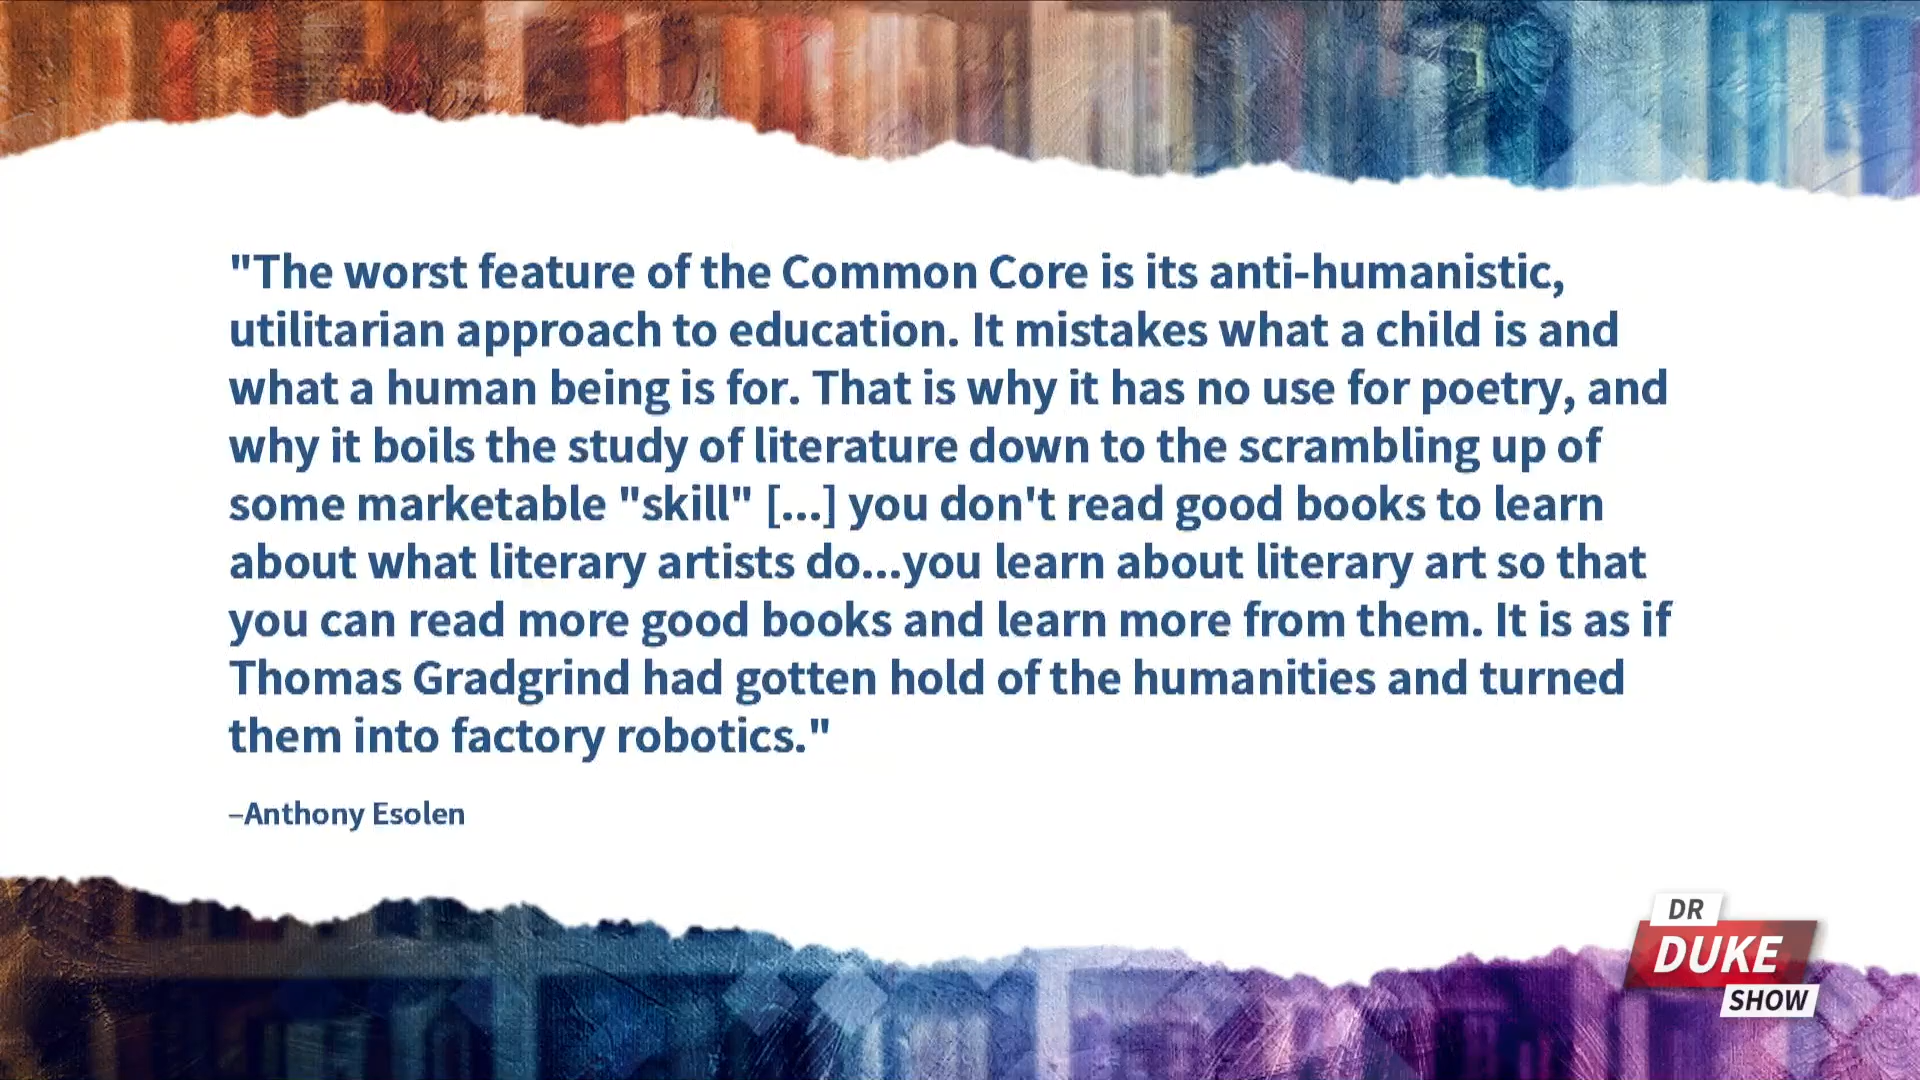 "The worst feature of the Common Core is its anti-humanistic,
utilitarian approach to education. It mistakes what a child is and
what a human being is for. That is why it has no use for poetry, and
why it boils the study of literature down to the scrambling up of
some marketable "skill" [...] you don't read good books to learn
about what literary artists do...you learn about literary art so that
you can read more good books and learn more from them. It is as if
Thomas Gradgrind had gotten hold of the humanities and turned
them into factory robotics."
–Anthony Esolen
DR
DUKE
SHOW